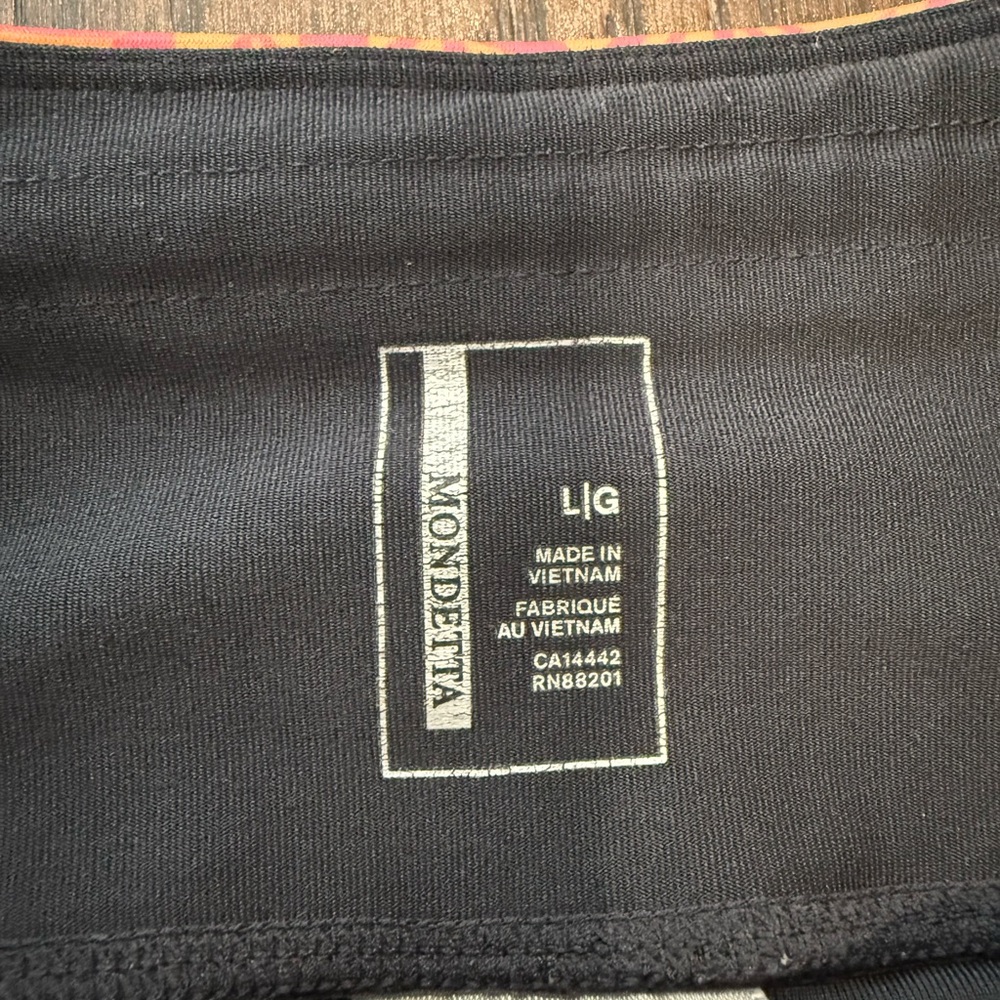 MONDETTA
L|G
MADE IN
VIETNAM
FABRIQUÉ
AU VIETNAM
CA14442
RN88201